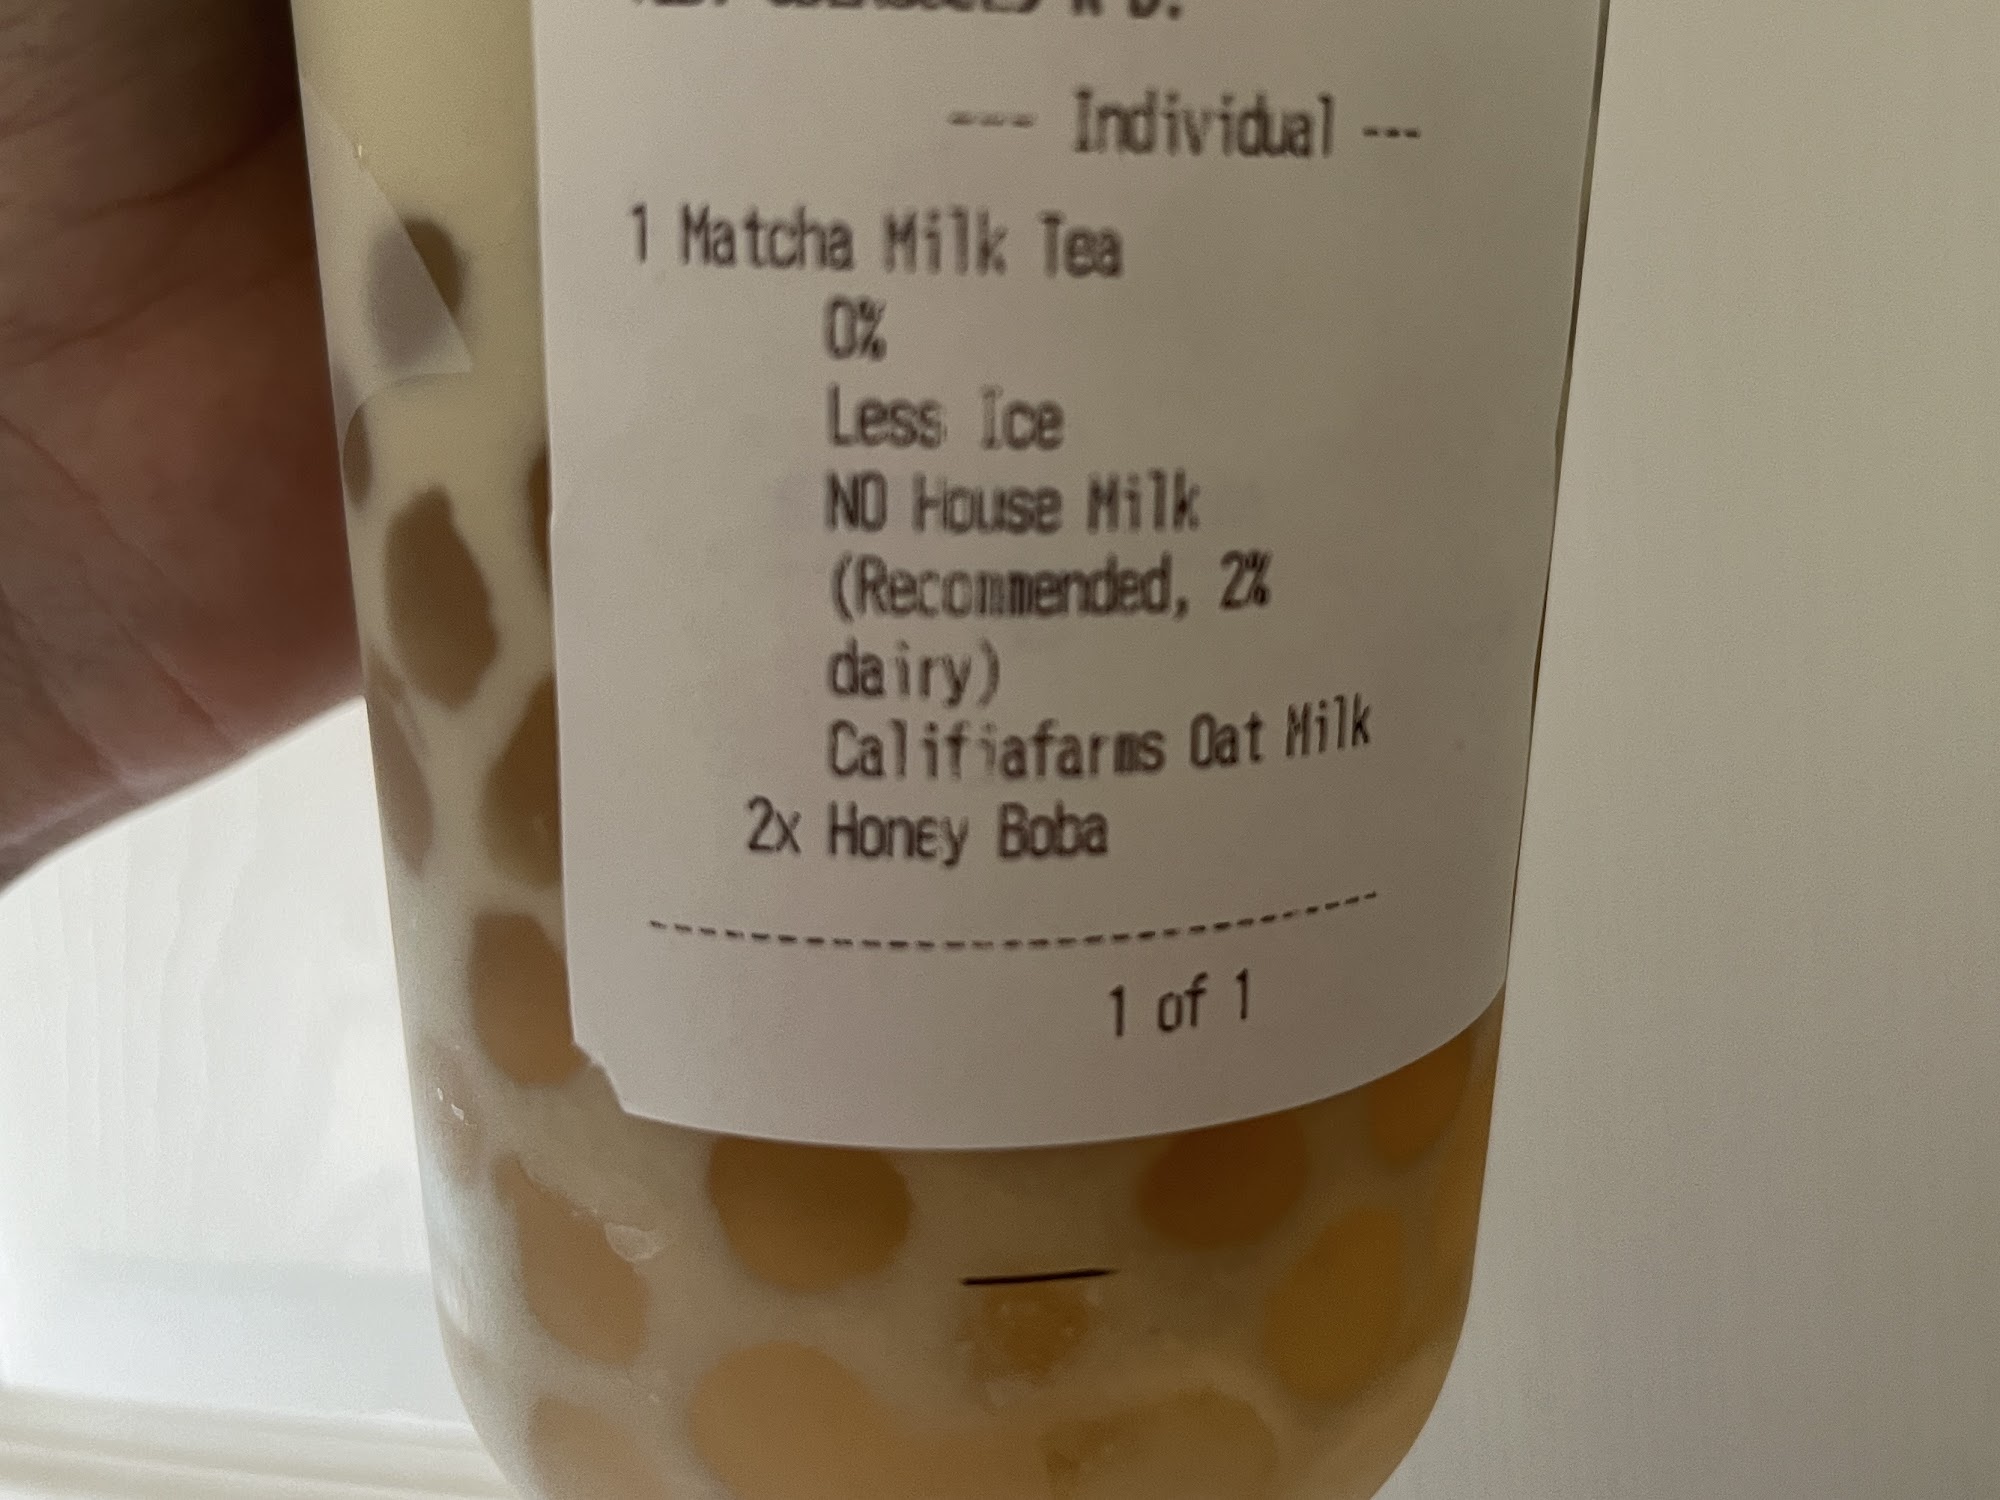 --- Individual ---
1 Matcha Milk Tea
0%
Less Ice
NO House Milk
(Recommended, 2%
dairy)
Califiafarms Oat Milk
2x Honey Boba
1 of 1